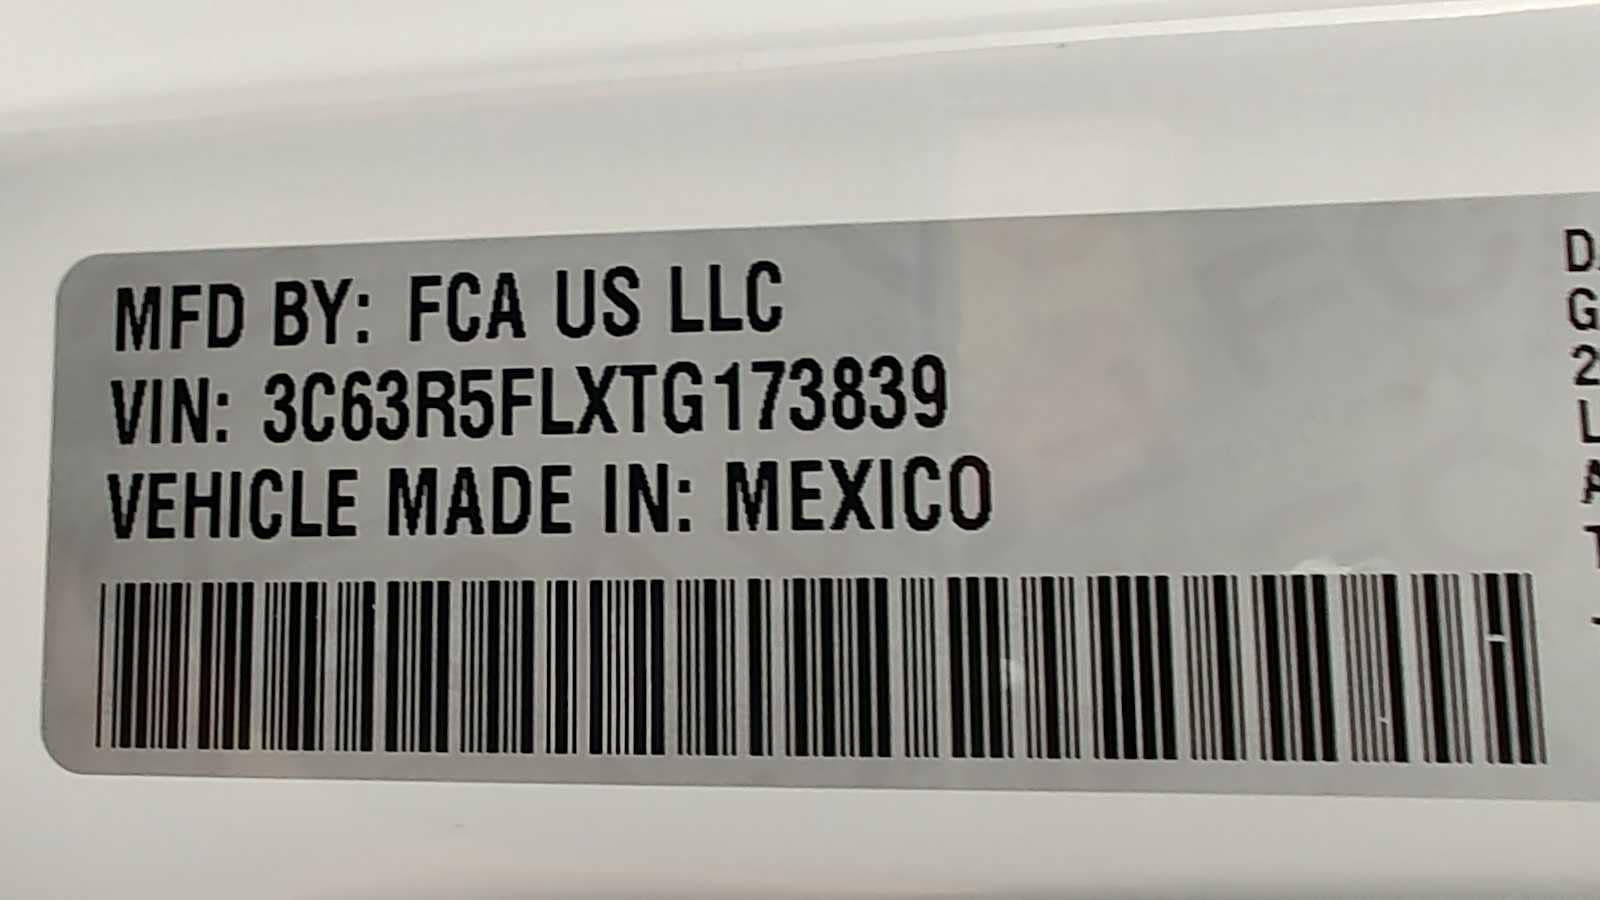 MFD BY: FCA US LLC
VIN: 3C63R5FLXTG173839
VEHICLE MADE IN: MEXICO